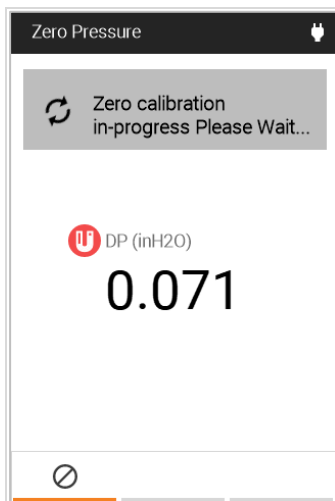 Zero Pressure
Zero calibration
in-progress Please Wait...
DP (inH2O)
0.071